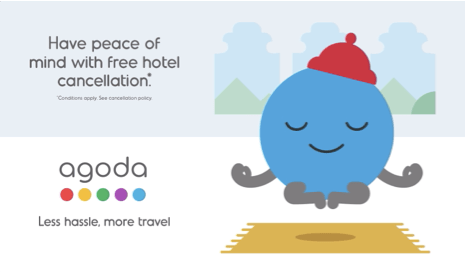 Have peace of
mind with free hotel
cancellation.*
*Conditions apply. See cancellation policy
agoda
Less hassle, more travel